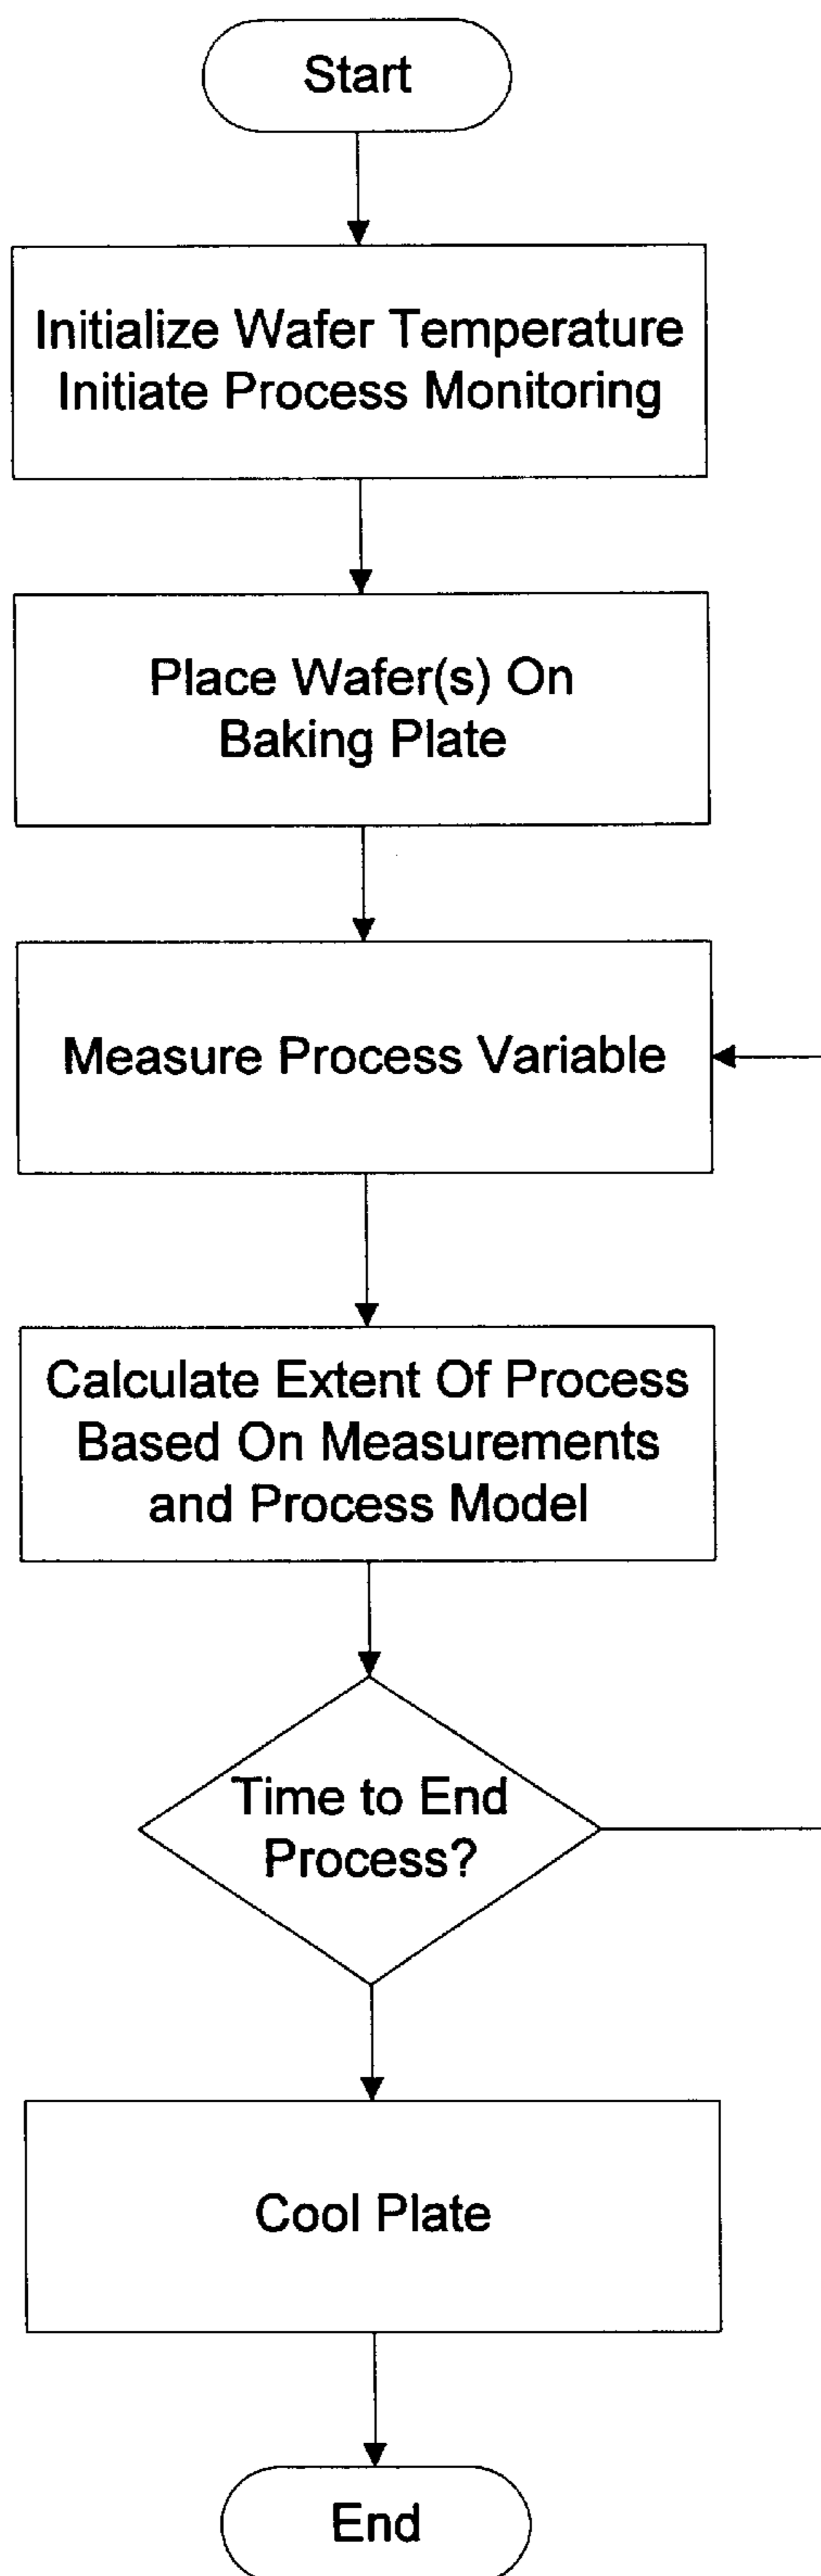 Start
Initialize Wafer Temperature
Initiate Process Monitoring
Place Wafer(s) On
Baking Plate
Measure Process Variable
Calculate Extent Of Process
Based On Measurements
and Process Model
Time to End
Process?
Cool Plate
End